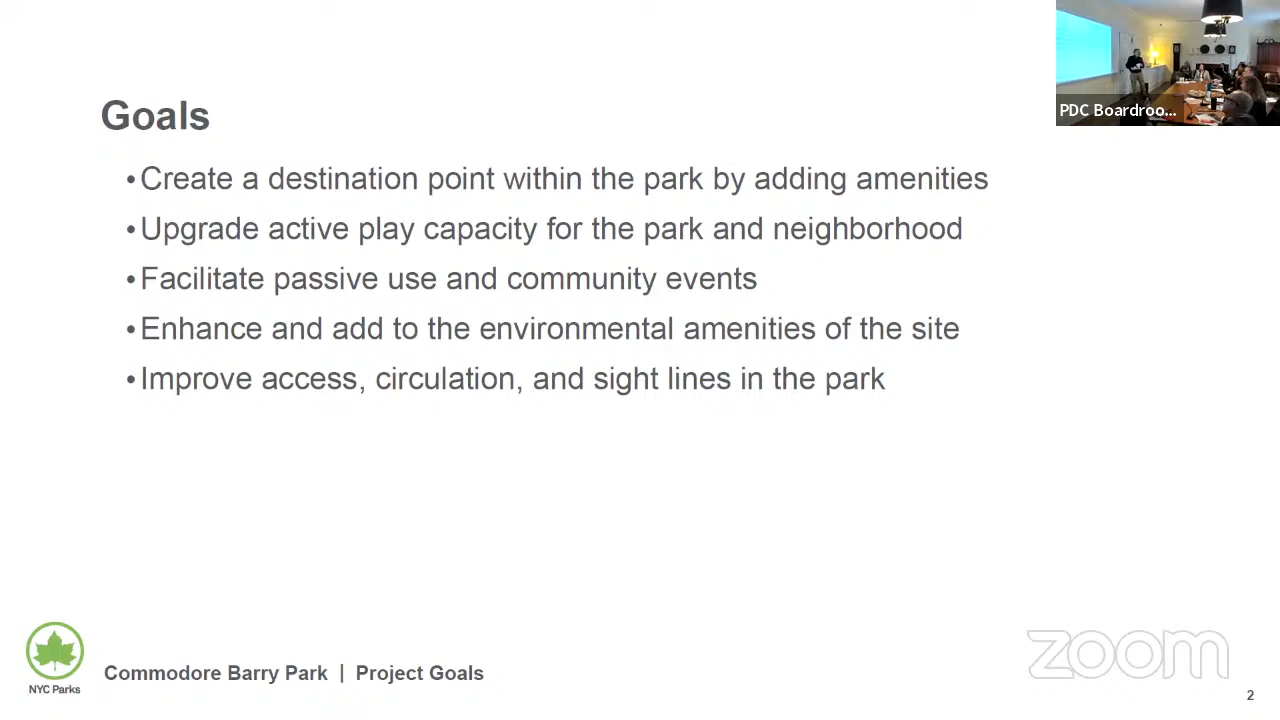 PDC Boardroo...
Goals
•Create a destination point within the park by adding amenities
•Upgrade active play capacity for the park and neighborhood
•Facilitate passive use and community events
•Enhance and add to the environmental amenities of the site
•Improve access, circulation, and sight lines in the park
NYC Parks
Commodore Barry Park | Project Goals
zoom
2